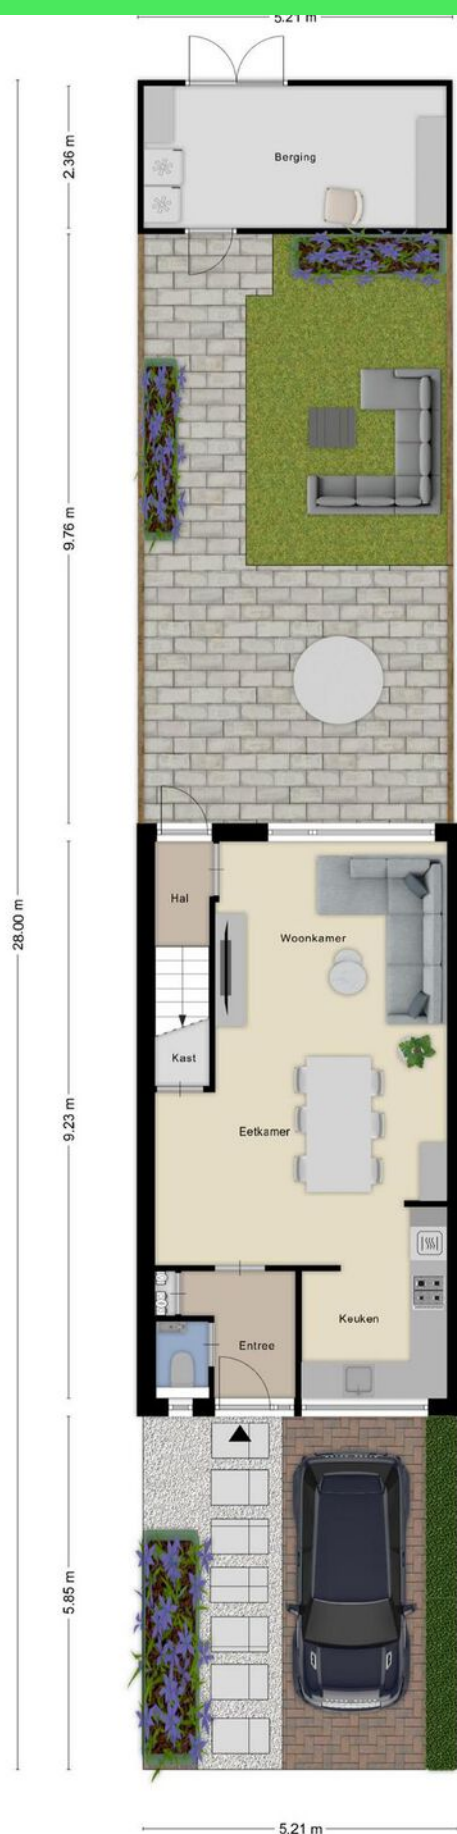 5.21 m
2.36 m
Berging
9.76 m
28.00 m
Hal
Woonkamer
Kast
9.23 m
Eetkamer
Keuken
Entree
5.85 m
5.21 m